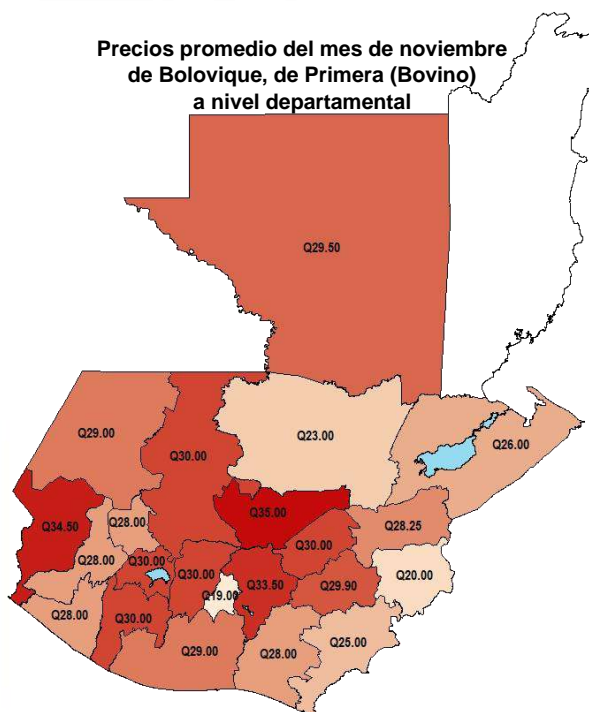 Precios promedio del mes de noviembre
de Bolovique, de Primera (Bovino)
a nivel departamental
Q29.50
Q29.00
Q30.00
Q23.00
Q26.00
Q34.50
Q28.00
Q35.00
Q28.25
Q30.00
Q28.00
Q30.00
Q30.00
Q33.50
Q29.90
Q20.00
Q19.00
Q28.00
Q30.00
Q29.00
Q28.00
Q25.00